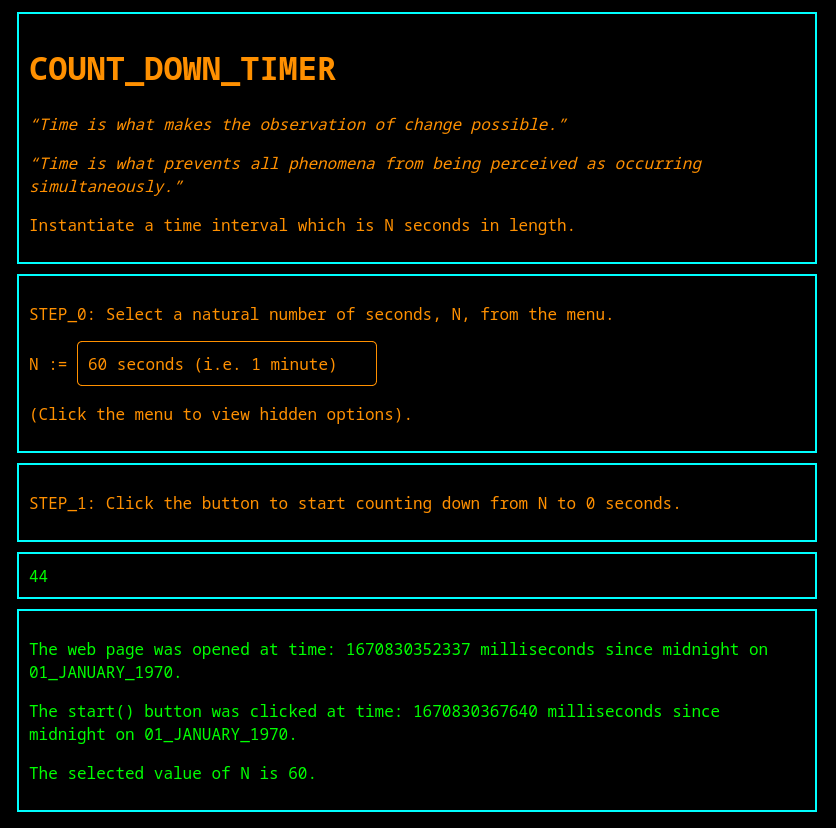 COUNT_DOWN_TIMER
“Time is what makes the observation of change possible.”
“Time is what prevents all phenomena from being perceived as occurring
simultaneously.”
Instantiate a time interval which is N seconds in length.
STEP_0: Select a natural number of seconds, N, from the menu.
N := 60 seconds (i.e. 1 minute)
(Click the menu to view hidden options).
STEP_1: Click the button to start counting down from N to 0 seconds.
44
The web page was opened at time: 1670830352337 milliseconds since midnight on
01_JANUARY_1970.
The start() button was clicked at time: 1670830367640 milliseconds since
midnight on 01_JANUARY_1970.
The selected value of N is 60.